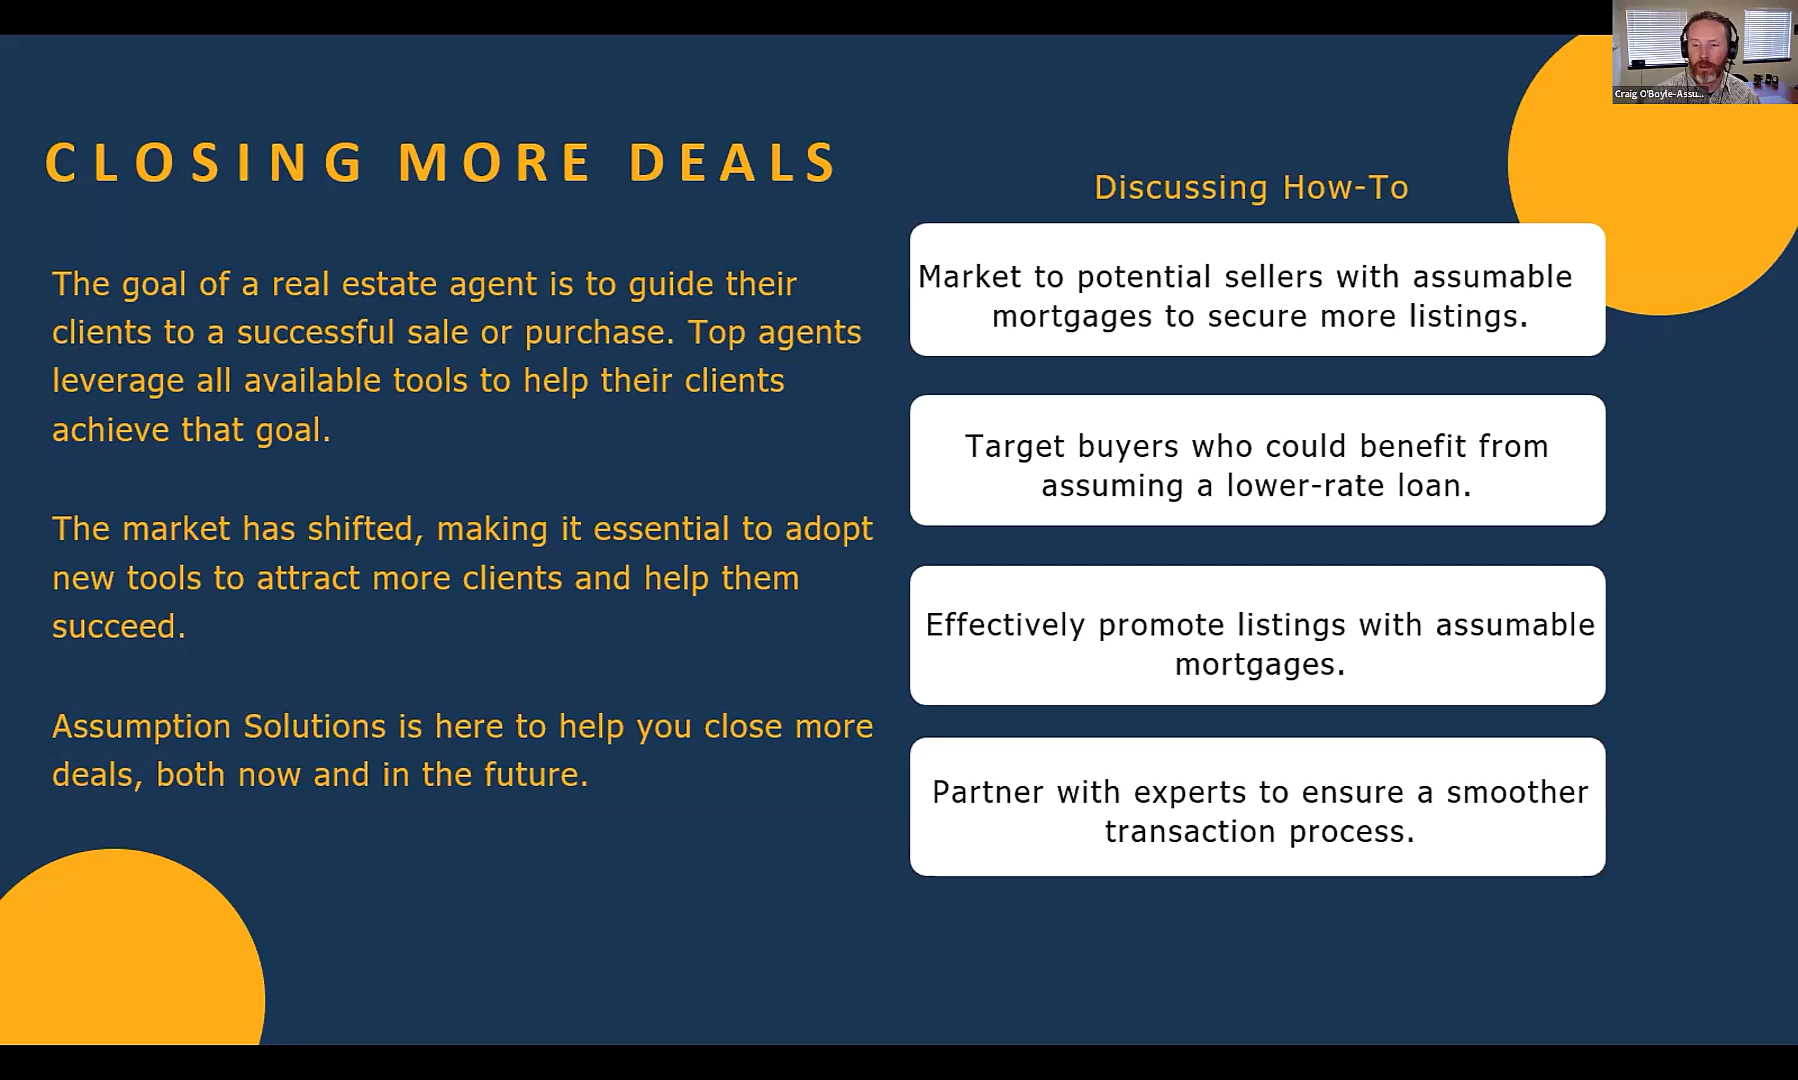 CLOSING MORE DEALS
The goal of a real estate agent is to guide their
clients to a successful sale or purchase. Top agents
leverage all available tools to help their clients
achieve that goal.
The market has shifted, making it essential to adopt
new tools to attract more clients and help them
succeed.
Assumption Solutions is here to help you close more
deals, both now and in the future.
Discussing How-To
Market to potential sellers with assumable
mortgages to secure more listings.
Target buyers who could benefit from
assuming a lower-rate loan.
Effectively promote listings with assumable
mortgages.
Partner with experts to ensure a smoother
transaction process.
Craig O'Boyle-Assu...